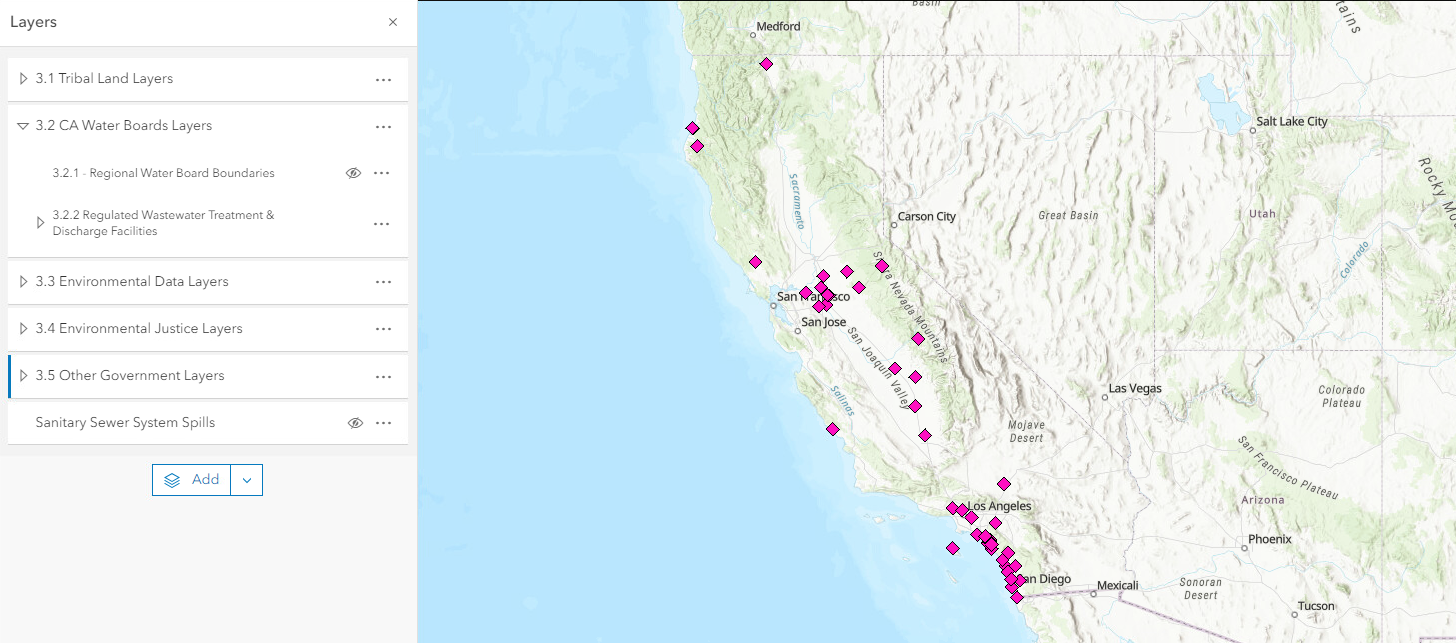 Layers
3.1 Tribal Land Layers
3.2 CA Water Boards Layers
3.2.1 - Regional Water Board Boundaries
3.2.2 Regulated Wastewater Treatment &
Discharge Facilities
3.3 Environmental Data Layers
3.4 Environmental Justice Layers
3.5 Other Government Layers
Sanitary Sewer System Spills
Add
Basin
Medford
Salt Lake City
Sacramento
Carson City
Great Basin
Utah
Colorado
Sierra Nevada Mountains
San Francisco
San Jose
San Joaquin Valley
Salinas
Las Vegas
Colorado
Plateau
Mojave
Desert
San Francisco Plateau
Los Angeles
Arizona
Phoenix
San Diego
Mexicali
Sonoran
Desert
Tucson